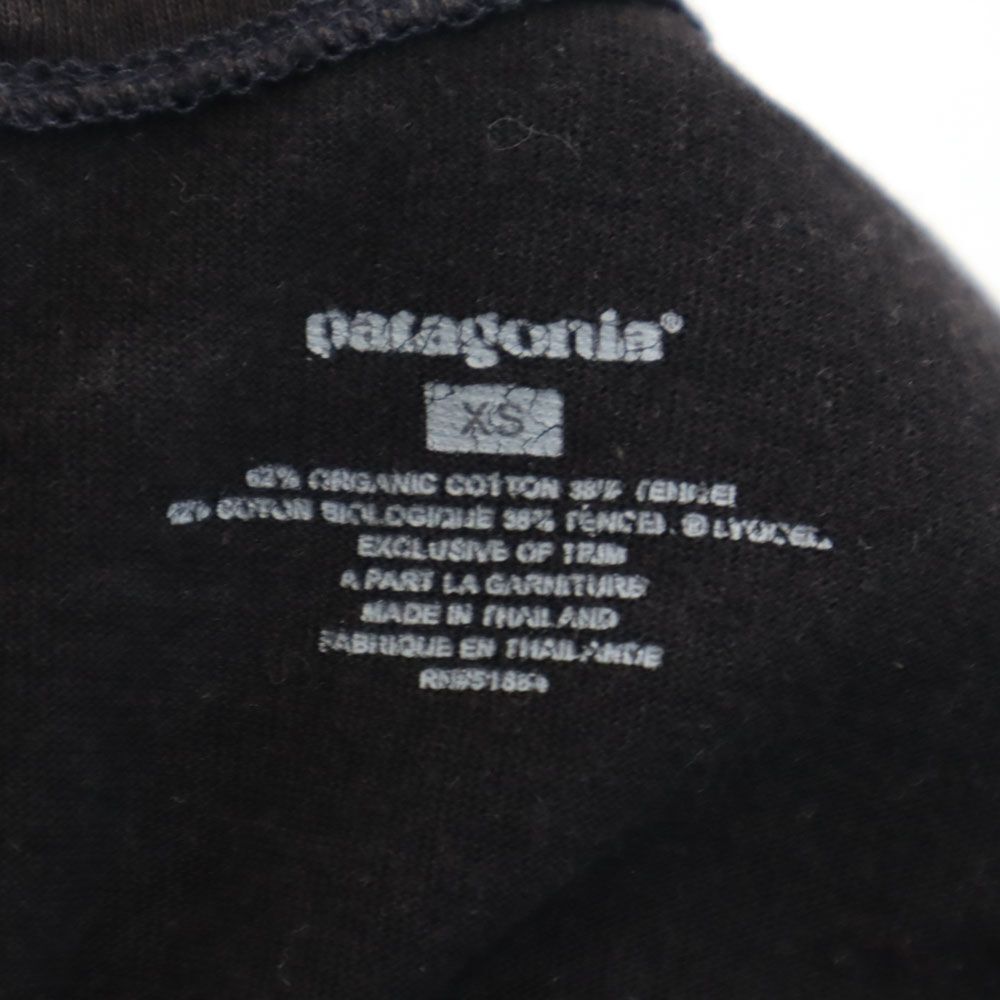 patagonia®
XS
62% ORGANIC COTTON 38% TENCEL
62% COTON BIOLOGIQUE 38% TENCEL ® LYOCELL
EXCLUSIVE OF TRIM
A PART LA GARNITURE
MADE IN THAILAND
FABRIQUE EN THAILANDE
RN#51884